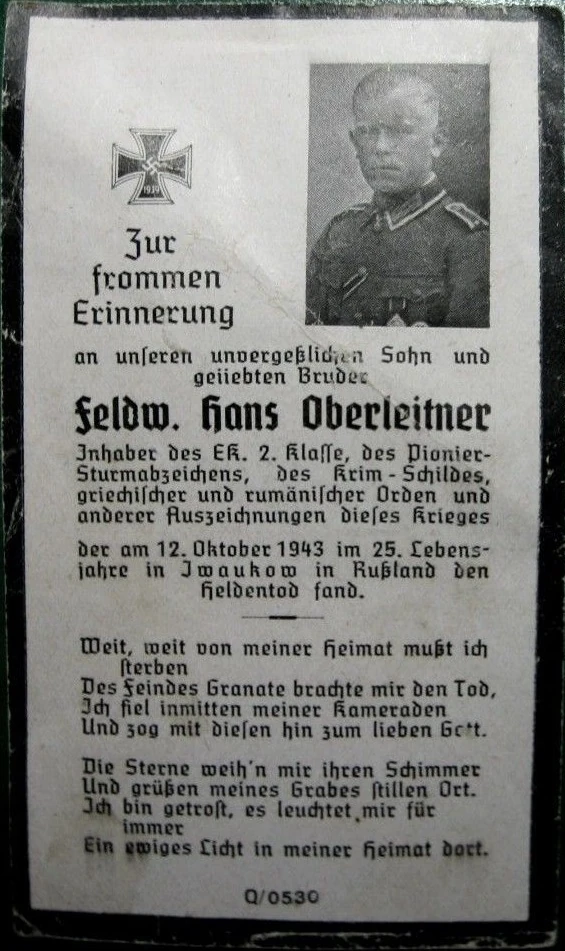 1939
Zur
frommen
Erinnerung
an unseren unvergeßlichen Sohn und
geliebten Bruder
Feldw. Hans Oberleitner
Inhaber des EK. 2. Klasse, des Pionier-
Sturmabzeichens, des Krim-Schildes,
griechischer und rumänischer Orden und
anderer Auszeichnungen dieses Krieges
der am 12. Oktober 1943 im 25. Lebens-
jahre in Iwaukow in Rußland den
Heldentod fand.
Weit, weit von meiner Heimat mußt ich
sterben
Des Feindes Granate brachte mir den Tod,
Ich fiel inmitten meiner Kameraden
Und zog mit diesen hin zum lieben Gott.
Die Sterne weih'n mir ihren Schimmer
Und grüßen meines Grabes stillen Ort.
Ich bin getrost, es leuchtet mir für
immer
Ein ewiges Licht in meiner Heimat dort.
Q/0530